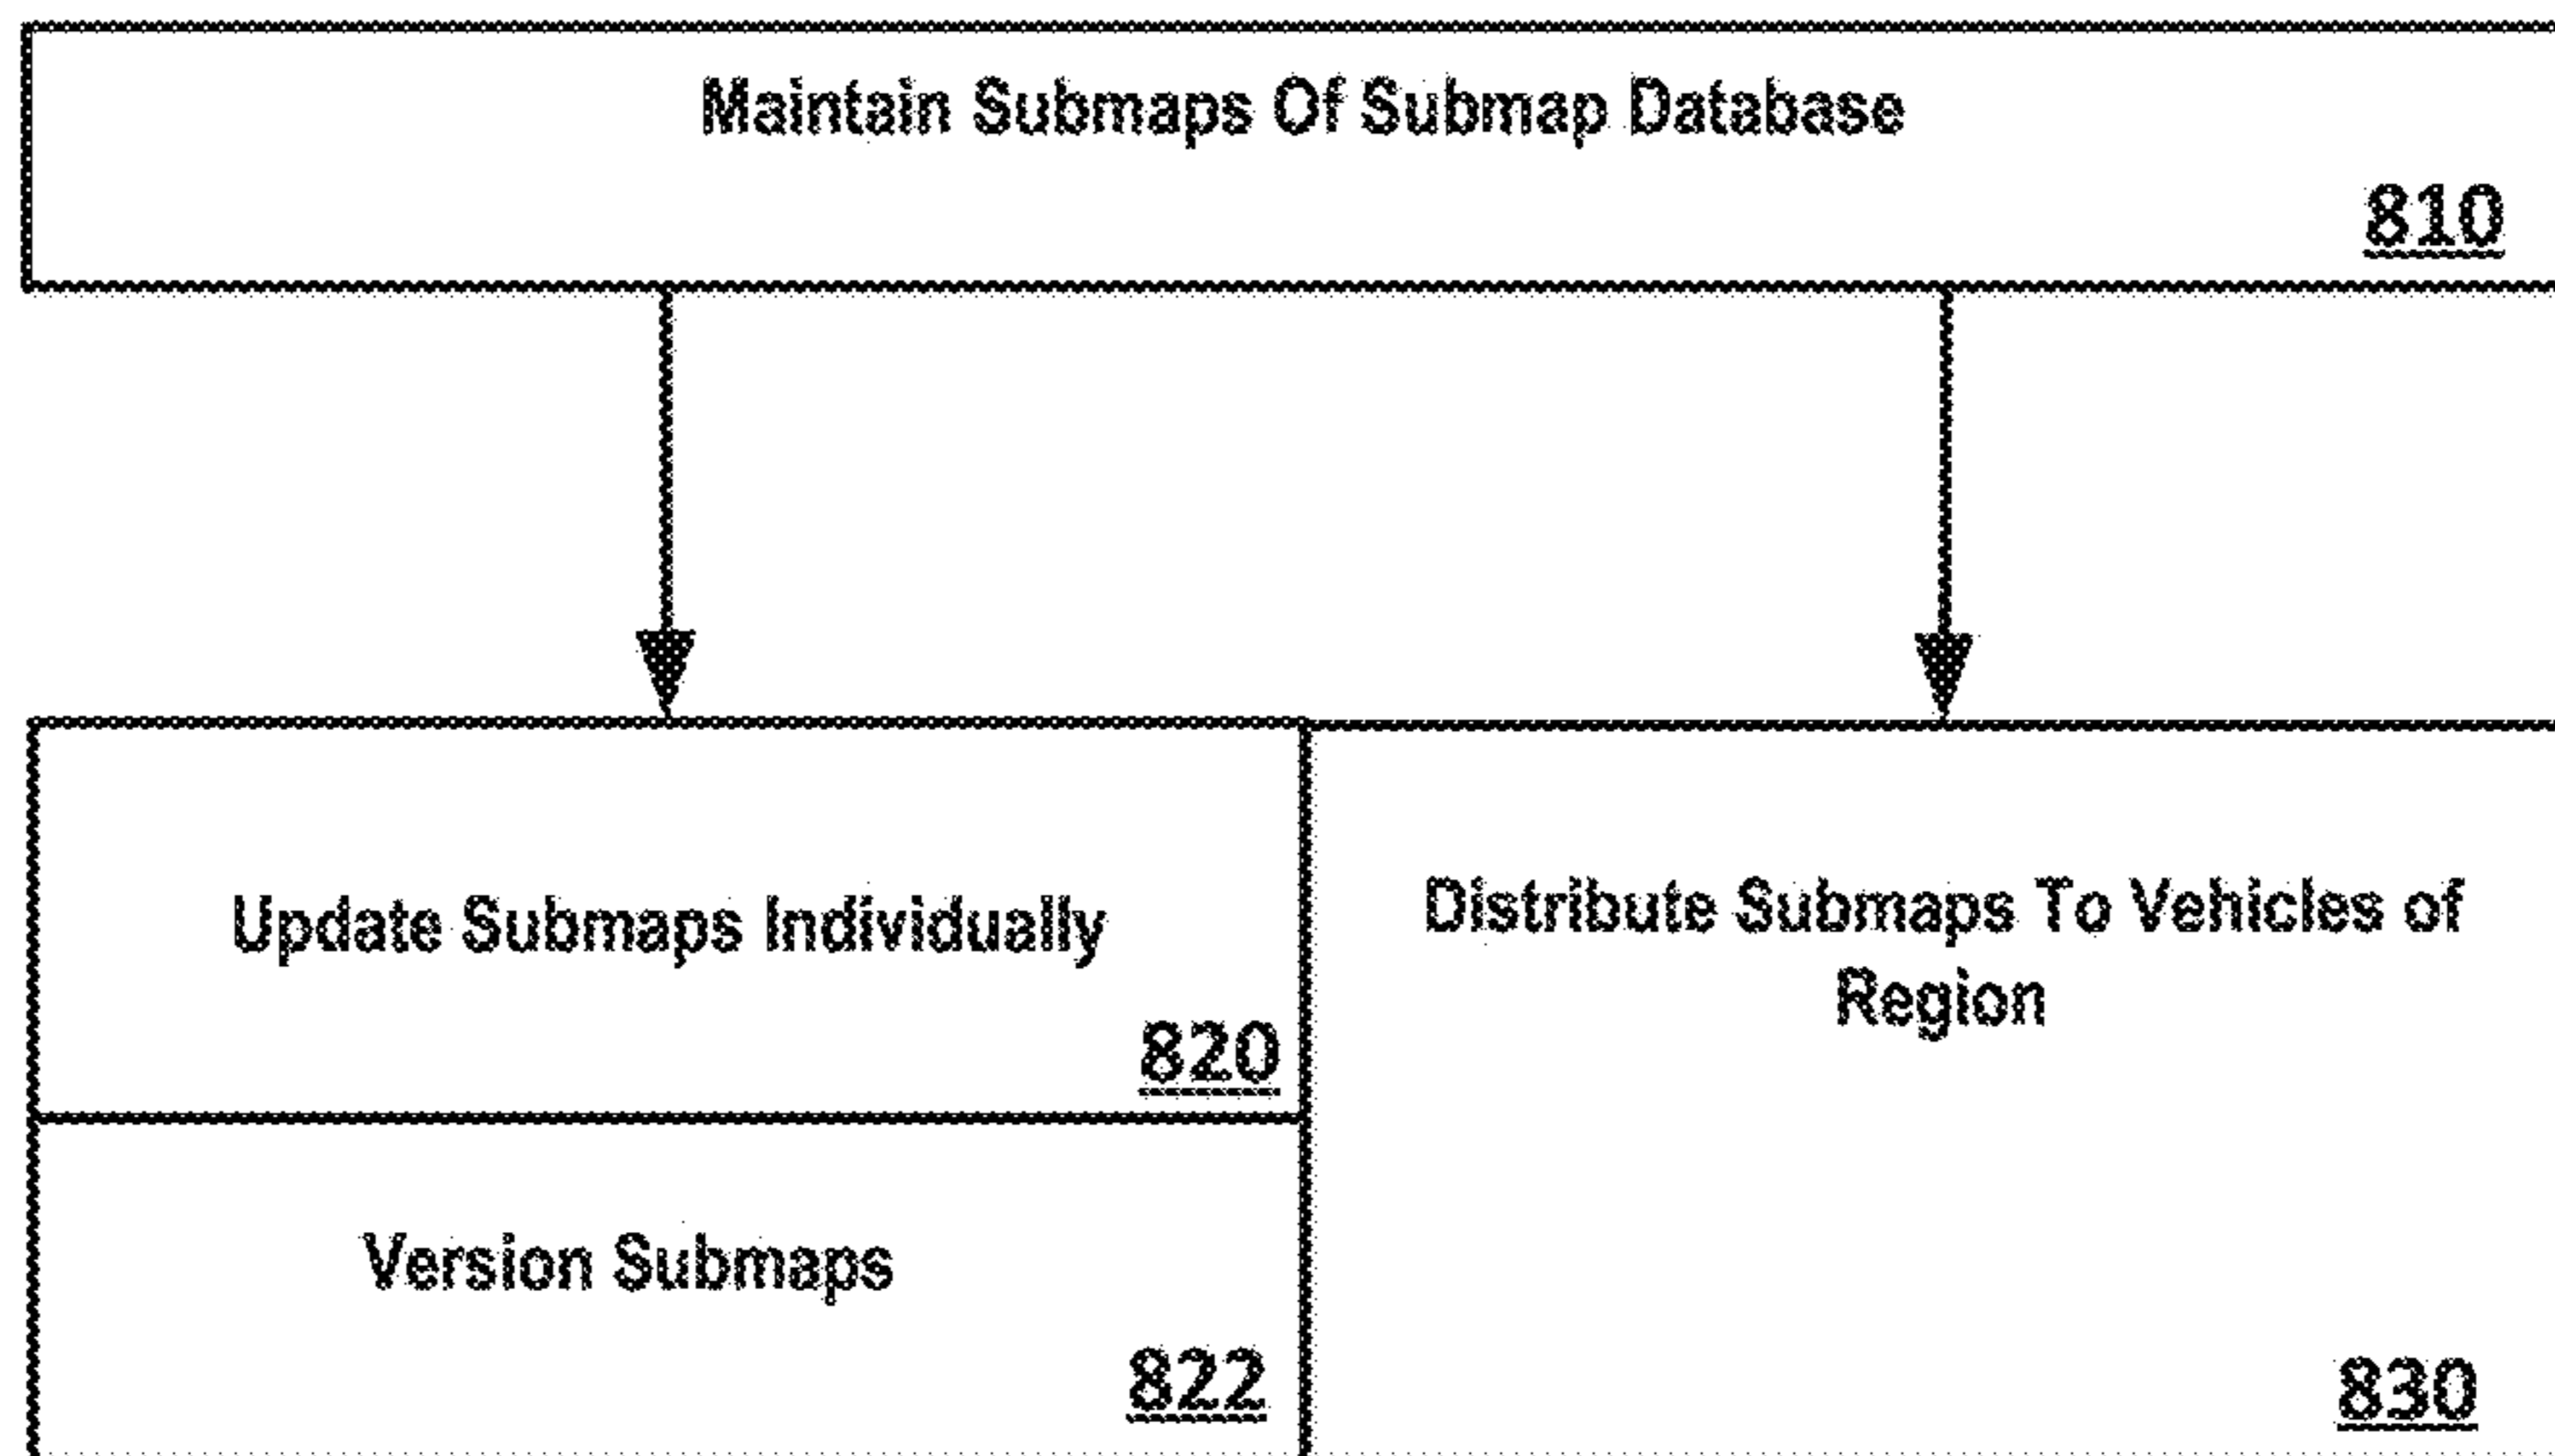 Maintain Submaps Of Submap Database
810
Update Submaps Individually
820
Version Submaps
822
Distribute Submaps To Vehicles of
Region
830